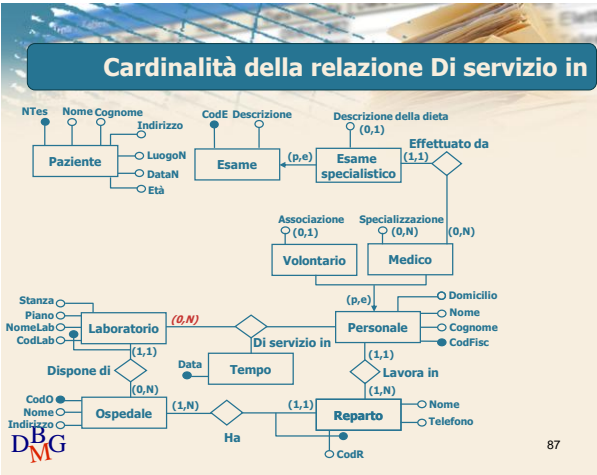 Cardinalità della relazione Di servizio in
NTes Nome Cognome
Indirizzo
Paziente
LuogoN
DataN
Età
CodE Descrizione
Esame
(p,e)
Descrizione della dieta
(0,1)
Esame
specialistico
(1,1)
Effettuato da
(0,N)
Associazione
(0,1)
Volontario
Specializzazione
(0,N)
Medico
(p,e)
Stanza
Piano
NomeLab
CodLab
Laboratorio
(0,N)
Di servizio in
Personale
Domicilio
Nome
Cognome
CodFisc
(1,1)
Dispone di
(0,N)
Data
Tempo
(1,1)
Lavora in
(1,N)
CodO
Nome
Indirizzo
Ospedale
(1,N)
Ha
(1,1)
Reparto
Nome
Telefono
CodR
DBMG
87